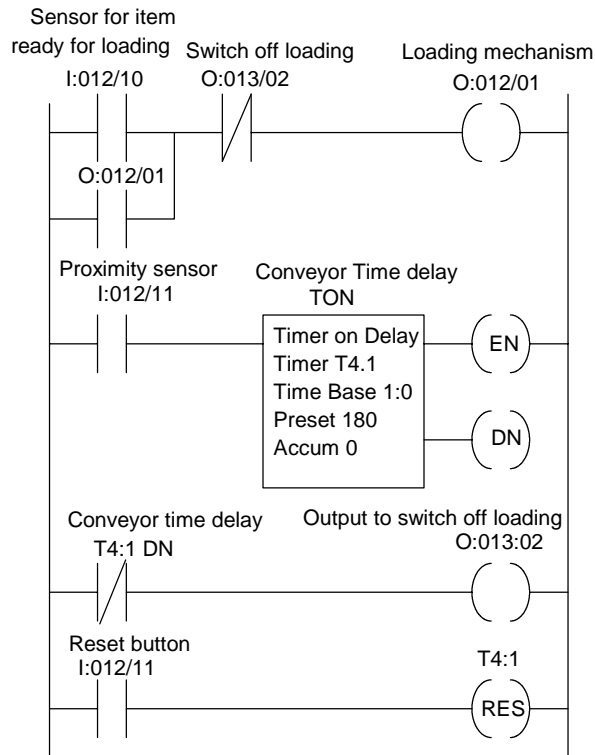 Sensor for item
ready for loading
Switch off loading
Loading mechanism
I:012/10
O:013/02
O:012/01
O:012/01
Proximity sensor
I:012/11
Conveyor Time delay
TON
Timer on Delay
Timer T4.1
Time Base 1:0
Preset 180
Accum 0
EN
DN
Conveyor time delay
T4:1 DN
Output to switch off loading
O:013:02
Reset button
I:012/11
T4:1
RES